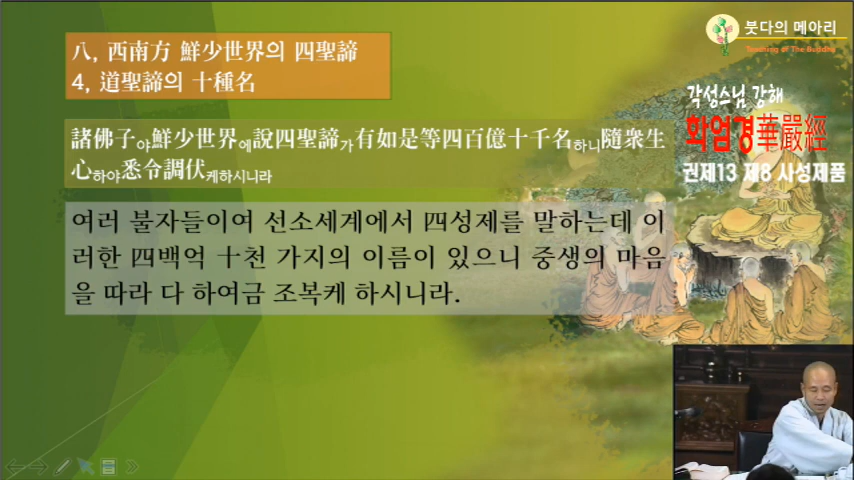 八, 西南方 鮮少世界의 四聖諦
4, 道聖諦의 十種名
諸佛子야鮮少世界에說四聖諦가有如是等四百億十千名하니隨衆生
心하야悉令調伏케하시니라
여러 불자들이여 선소세계에서 四성제를 말하는데 이
러한 四백억 十천 가지의 이름이 있으니 중생의 마음
을 따라 다 하여금 조복케 하시니라.
붓다의 메아리
Teaching of The Buddha
각성스님 강해
화엄경華嚴經
권제13 제8 사성제품